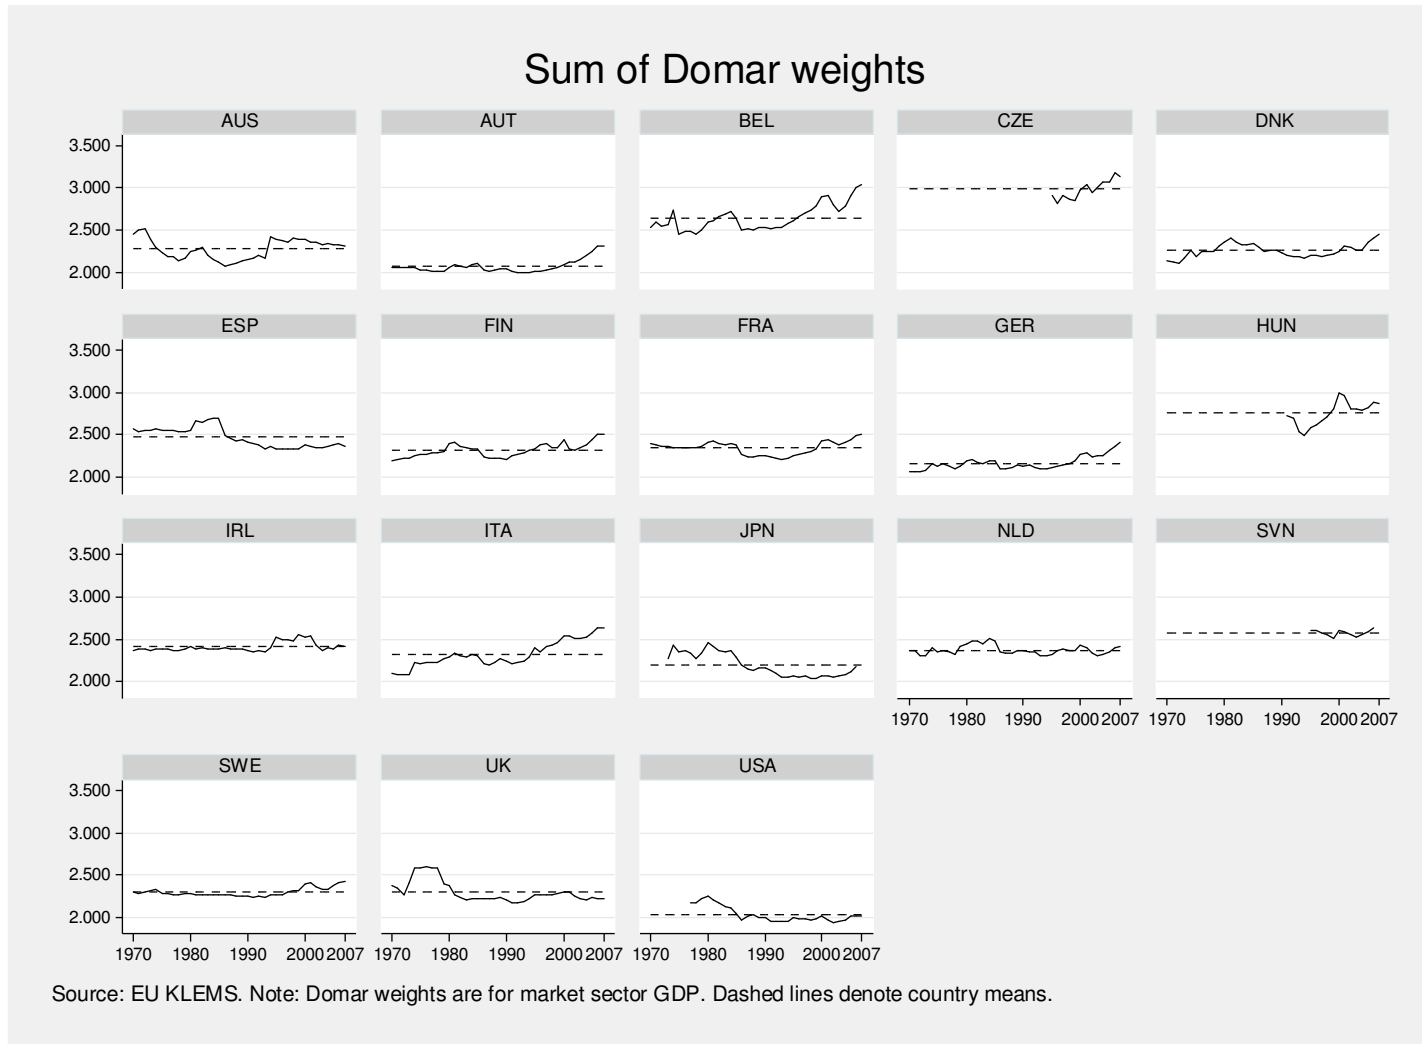 Sum of Domar weights
AUS AUT BEL CZE DNK
3.500
3.000
2.500
2.000
ESP FIN FRA GER HUN
3.500
3.000
2.500
2.000
IRL ITA JPN NLD SVN
3.500
3.000
2.500
2.000
1970 1980 1990 2000 2007 1970 1980 1990 2000 2007
SWE UK USA
3.500
3.000
2.500
2.000
1970 1980 1990 2000 2007 1970 1980 1990 2000 2007 1970 1980 1990 2000 2007
Source: EU KLEMS. Note: Domar weights are for market sector GDP. Dashed lines denote country means.